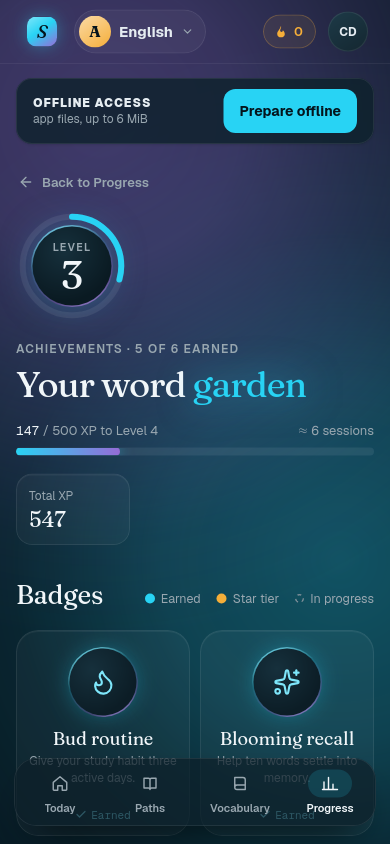 S
A English
0
CD
OFFLINE ACCESS
app files, up to 6 MiB
Prepare offline
Back to Progress
LEVEL
3
ACHIEVEMENTS · 5 OF 6 EARNED
Your word garden
147 / 500 XP to Level 4
≈ 6 sessions
Total XP
547
Badges
Earned
Star tier
In progress
Bud routine
Give your study habit three
active days.
Earned
Blooming recall
Help ten words settle into
memory.
Earned
Today
Paths
Vocabulary
Progress